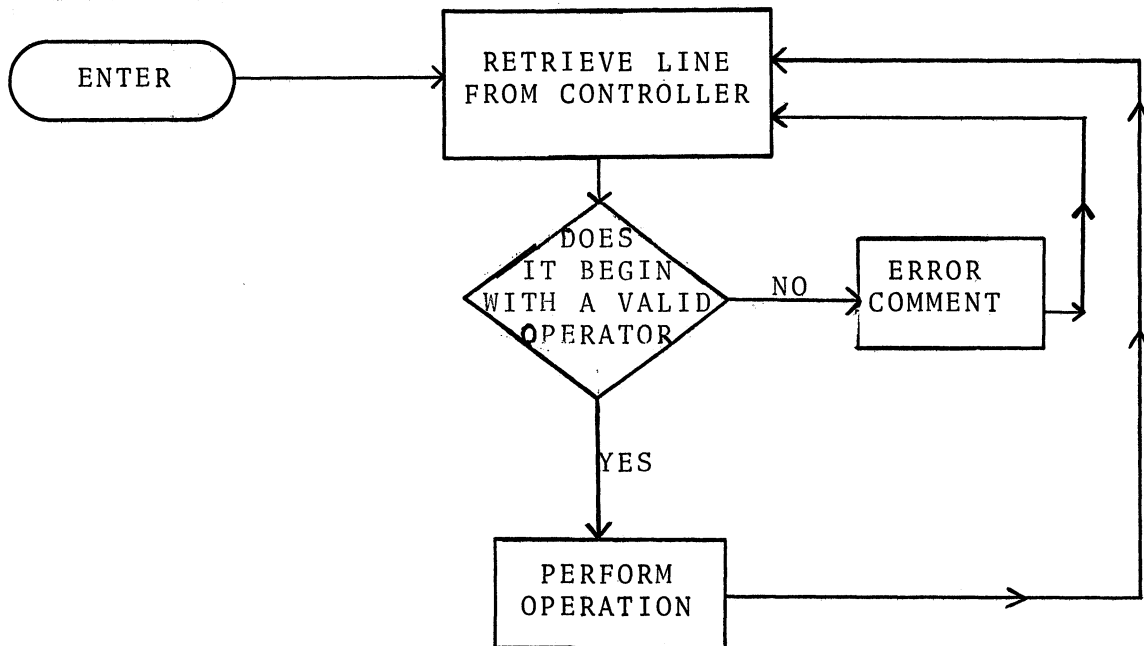 ENTER
RETRIEVE LINE
FROM CONTROLLER
DOES
IT BEGIN
WITH A VALID
OPERATOR
NO
ERROR
COMMENT
YES
PERFORM
OPERATION